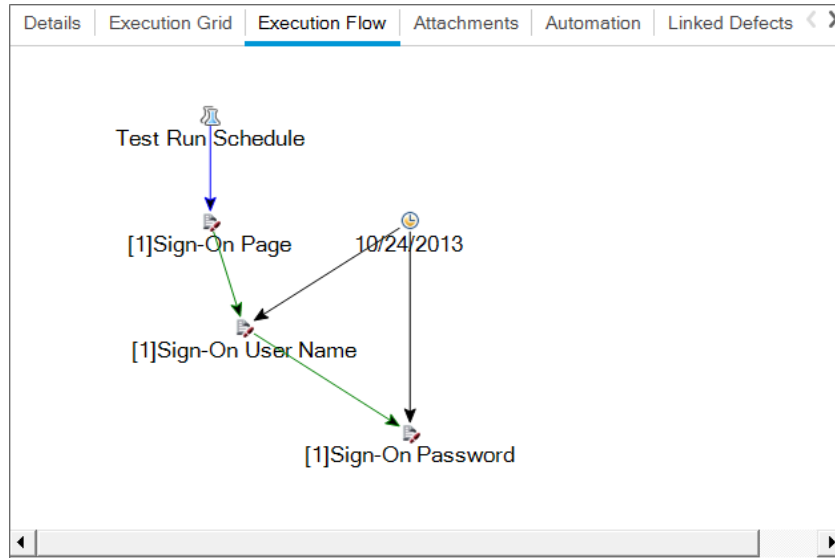 Details Execution Grid Execution Flow Attachments Automation Linked Defects
Test Run Schedule
[1]Sign-On Page
10/24/2013
[1]Sign-On User Name
[1]Sign-On Password